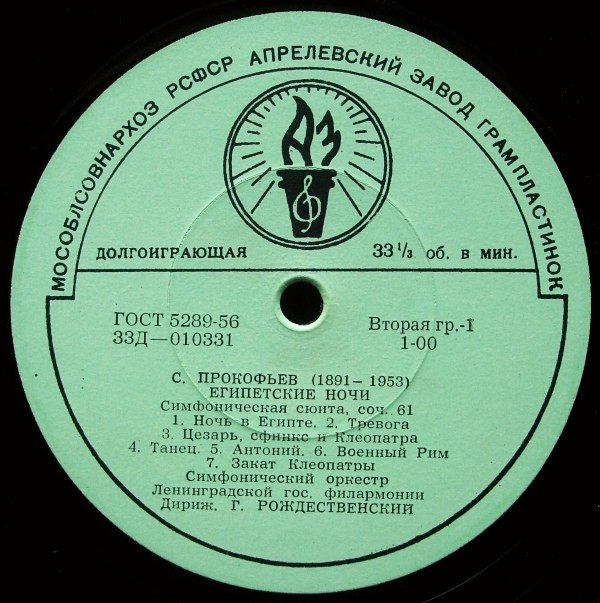 МОСОБЛСОВНАРХОЗ РСФСР АПРЕЛЕВСКИЙ ЗАВОД ГРАМПЛАСТИНОК
АЗ
ДОЛГОИГРАЮЩАЯ 33 1/3 об. в мин.
ГОСТ 5289-56 Вторая гр.-1
33Д—010331 1-00
С. ПРОКОФЬЕВ (1891–1953)
ЕГИПЕТСКИЕ НОЧИ
Симфоническая сюита, соч. 61
1. Ночь в Египте. 2. Тревога
3. Цезарь, сфинкс и Клеопатра
4. Танец. 5. Антоний. 6. Военный Рим
7. Закат Клеопатры
Симфонический оркестр
Ленинградской гос. филармонии
Дириж. Г. РОЖДЕСТВЕНСКИЙ